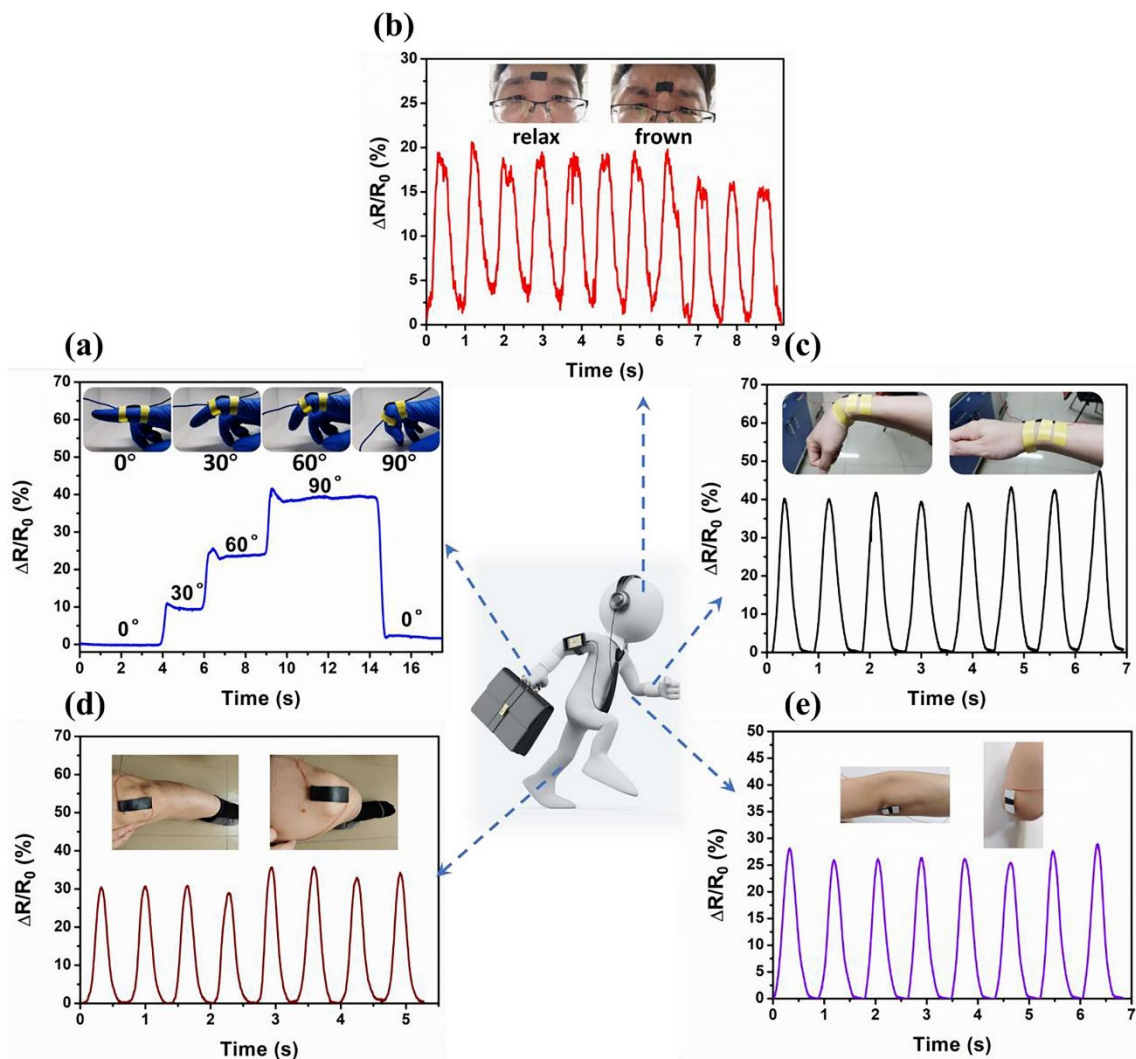 (b)
30
25
20
15
10
5
0
ΔR/R₀ (%)
relax
frown
0 1 2 3 4 5 6 7 8 9
Time (s)
(a)
70
60
50
40
30
20
10
0
ΔR/R₀ (%)
0° 30° 60° 90°
90°
60°
30°
0°
0°
0 2 4 6 8 10 12 14 16
Time (s)
(c)
70
60
50
40
30
20
10
0
ΔR/R₀ (%)
0 1 2 3 4 5 6 7
Time (s)
(d)
70
60
50
40
30
20
10
0
ΔR/R₀ (%)
0 1 2 3 4 5
Time (s)
(e)
50
45
40
35
30
25
20
15
10
5
0
ΔR/R₀ (%)
0 1 2 3 4 5 6 7
Time (s)